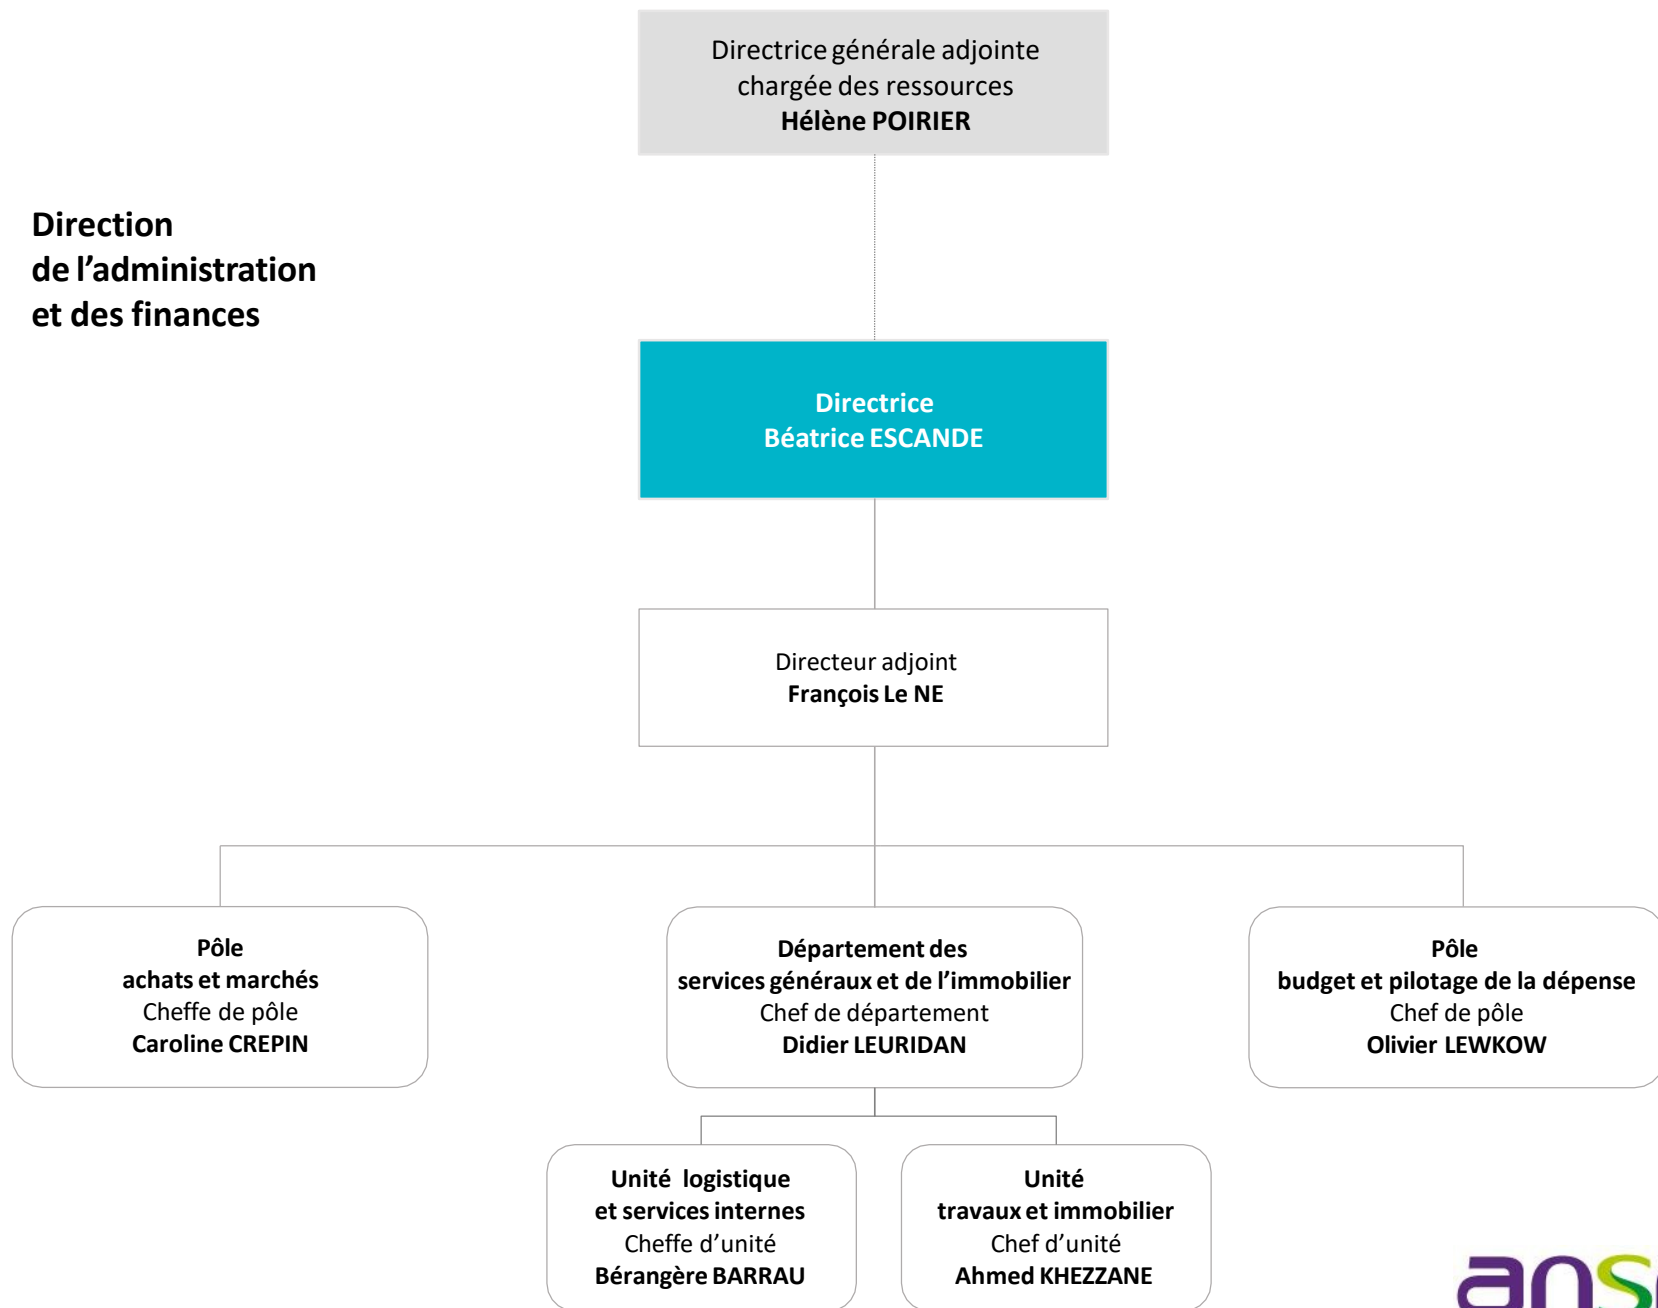 Directrice générale adjointe
chargée des ressources
Hélène POIRIER
Direction
de l’administration
et des finances
Directrice
Béatrice ESCANDE
Directeur adjoint
François Le NE
Pôle
achats et marchés
Cheffe de pôle
Caroline CREPIN
Département des
services généraux et de l’immobilier
Chef de département
Didier LEURIDAN
Pôle
budget et pilotage de la dépense
Chef de pôle
Olivier LEWKOW
Unité logistique
et services internes
Cheffe d’unité
Bérangère BARRAU
Unité
travaux et immobilier
Chef d’unité
Ahmed KHEZZANE